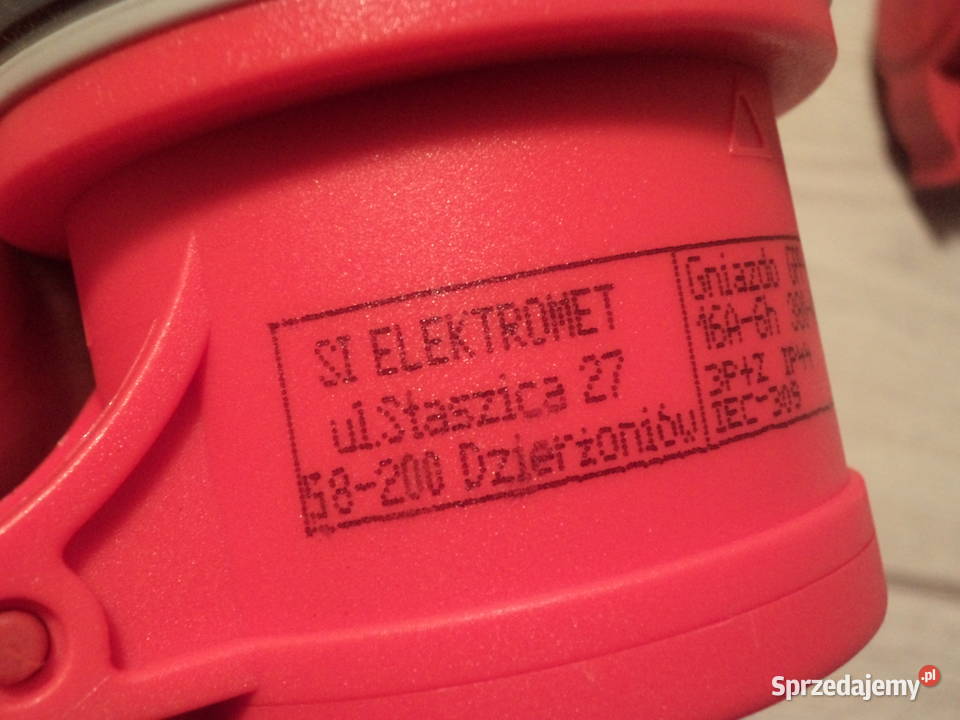 SI ELEKTROMET
ul.Staszica 27
58-200 Dzierżoniów
Gniazdo
16A-6h
3P+Z IP44
IEC-309
Sprzedajemy.pl